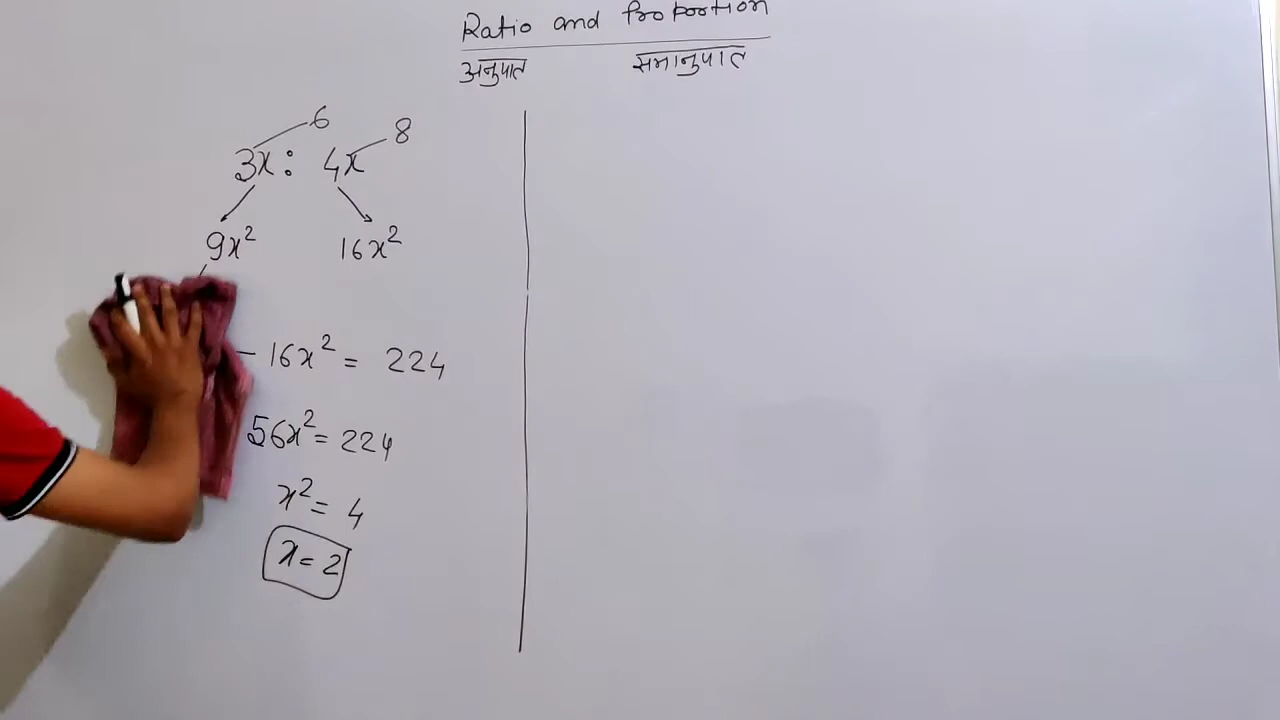 Ratio and Proportion
अनुपात समानुपात
6 8
3x : 4x
9x² 16x²
- 16x² = 224
56x² = 224
x² = 4
x = 2